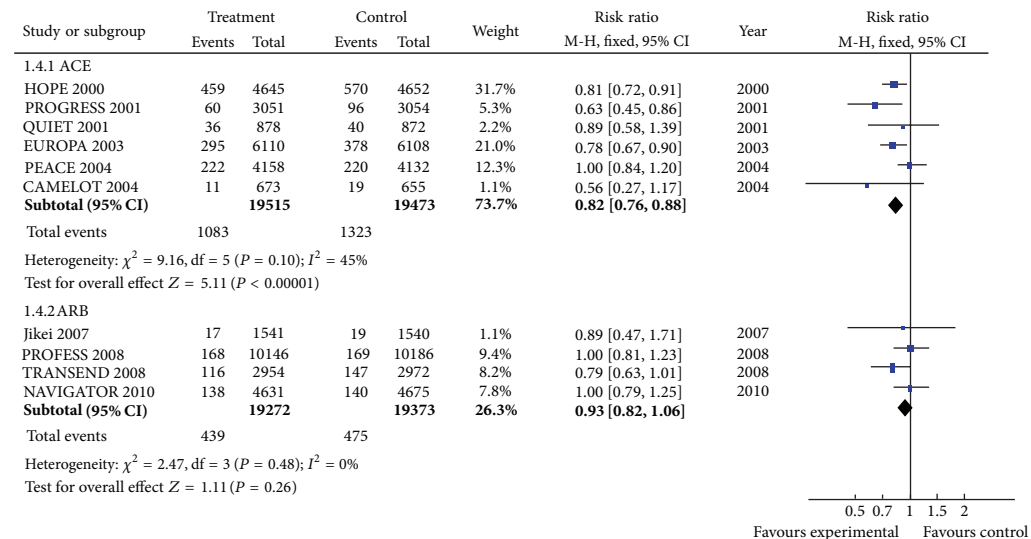 Treatment Control Risk ratio Risk ratio
Study or subgroup Events Total Events Total Weight M-H, fixed, 95% CI Year M-H, fixed, 95% CI
1.4.1 ACE
HOPE 2000 459 4645 570 4652 31.7% 0.81 [0.72, 0.91] 2000
PROGRESS 2001 60 3051 96 3054 5.3% 0.63 [0.45, 0.86] 2001
QUIET 2001 36 878 40 872 2.2% 0.89 [0.58, 1.39] 2001
EUROPA 2003 295 6110 378 6108 21.0% 0.78 [0.67, 0.90] 2003
PEACE 2004 222 4158 220 4132 12.3% 1.00 [0.84, 1.20] 2004
CAMELOT 2004 11 673 19 655 1.1% 0.56 [0.27, 1.17] 2004
Subtotal (95% CI) 19515 19473 73.7% 0.82 [0.76, 0.88]
Total events 1083 1323
Heterogeneity: χ² = 9.16, df = 5 (P = 0.10); I² = 45%
Test for overall effect Z = 5.11 (P < 0.00001)
1.4.2ARB
Jikei 2007 17 1541 19 1540 1.1% 0.89 [0.47, 1.71] 2007
PROFESS 2008 168 10146 169 10186 9.4% 1.00 [0.81, 1.23] 2008
TRANSEND 2008 116 2954 147 2972 8.2% 0.79 [0.63, 1.01] 2008
NAVIGATOR 2010 138 4631 140 4675 7.8% 1.00 [0.79, 1.25] 2010
Subtotal (95% CI) 19272 19373 26.3% 0.93 [0.82, 1.06]
Total events 439 475
Heterogeneity: χ² = 2.47, df = 3 (P = 0.48); I² = 0%
Test for overall effect Z = 1.11 (P = 0.26)
0.5 0.7 1 1.5 2
Favours experimental Favours control